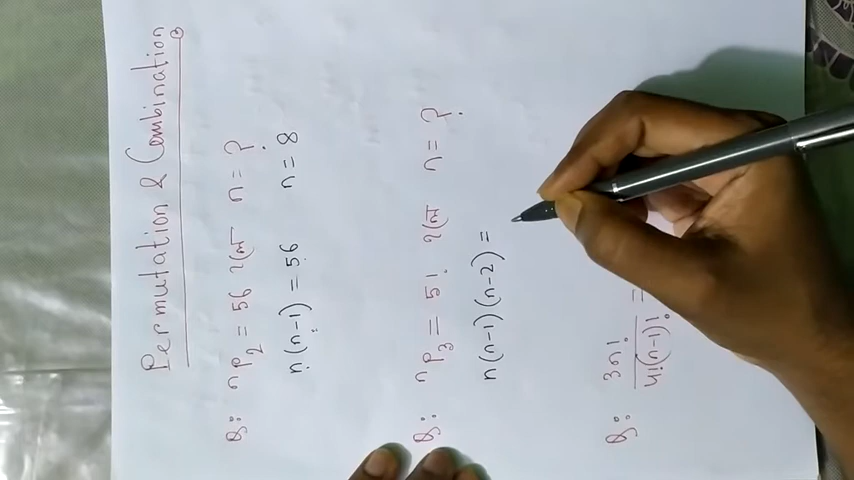 Permutation & Combination
Q: nP2 = 56 হলে n = ?
n(n-1) = 56 n = 8
Q: nP3 = 5! হলে n = ?
n(n-1)(n-2) =
Q: 3n! / 4!(n-1)! =